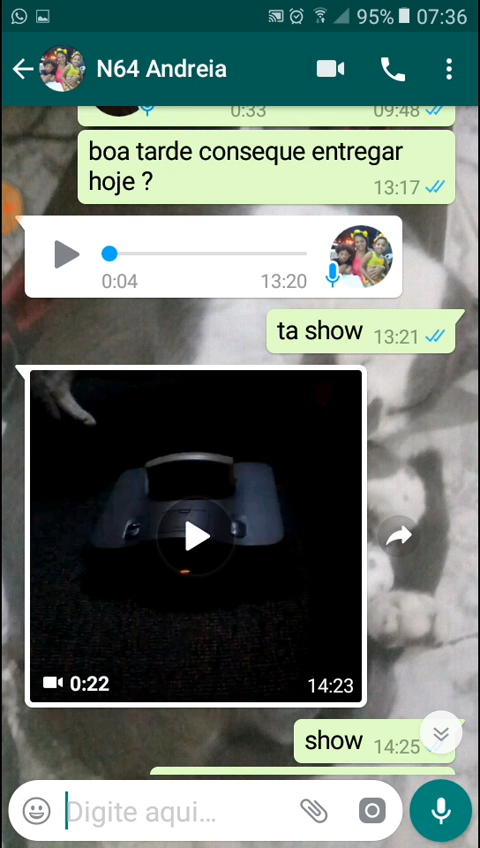 95% 07:36
N64 Andreia
0:33 09:48
boa tarde conseque entregar
hoje ? 13:17
0:04 13:20
ta show 13:21
0:22 14:23
show 14:25
Digite aqui...